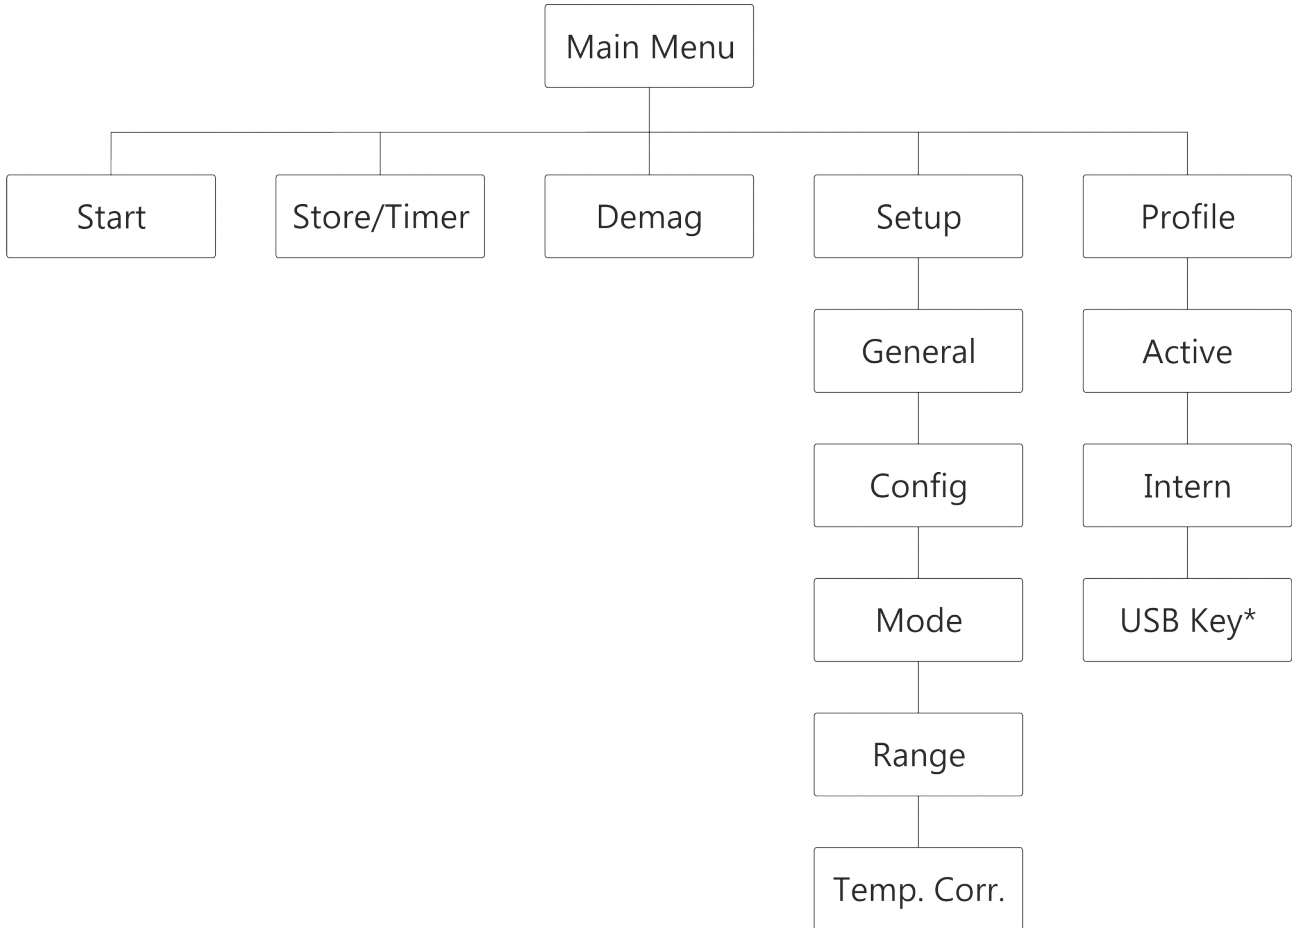 Main Menu
Start
Store/Timer
Demag
Setup
Profile
General
Active
Config
Intern
Mode
USB Key*
Range
Temp. Corr.